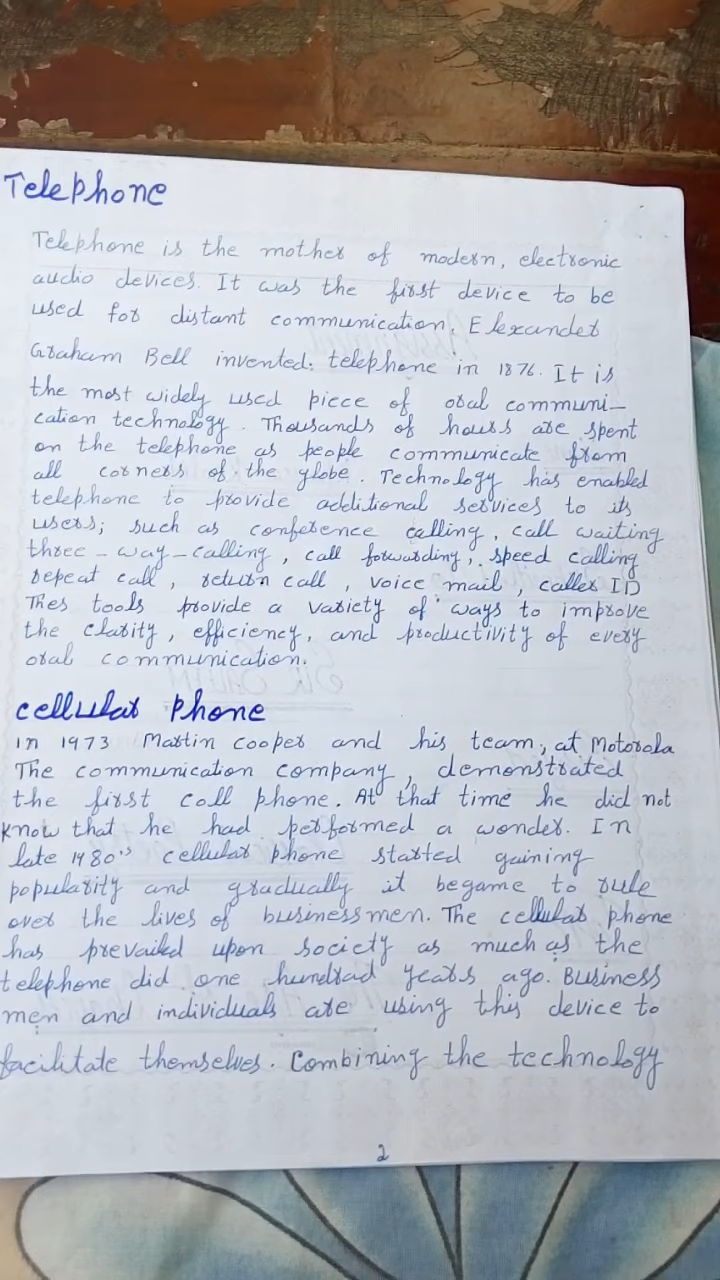 Telephone
Telephone is the mother of modern, electronic
audio devices. It was the first device to be
used for distant communication. Elexander
Graham Bell invented. telephone in 1876. It is
the most widely used piece of oral communi-
cation technology. Thousands of hours are spent
on the telephone as people communicate from
all corners of the globe. Technology has enabled
telephone to provide additional services to its
users; such as conference calling, call waiting
three-way-calling, call forwarding, speed calling
repeat call, return call, voice mail, caller ID
Thes tools provide a variety of ways to improve
the clarity, efficiency, and productivity of every
oral communication.
cellular phone
in 1973 Martin cooper and his team, at Motorola
The communication company, demonstrated
the first coll phone. At that time he did not
know that he had performed a wonder. In
late 1980's cellular phone started gaining
popularity and gradually it begame to rule
over the lives of businessmen. The cellular phone
has prevailed upon society as much as the
telephone did one hundrad years ago. Business
men and individuals are using this device to
facilitate themselves. Combining the technology
2